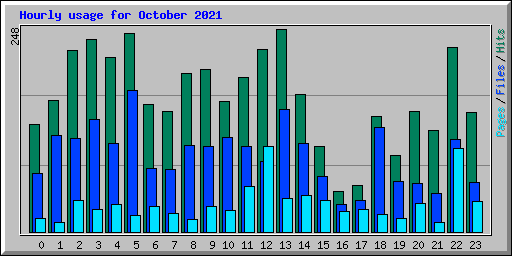 Hourly usage for October 2021
248
Pages / Files / Hits
0 1 2 3 4 5 6 7 8 9 10 11 12 13 14 15 16 17 18 19 20 21 22 23